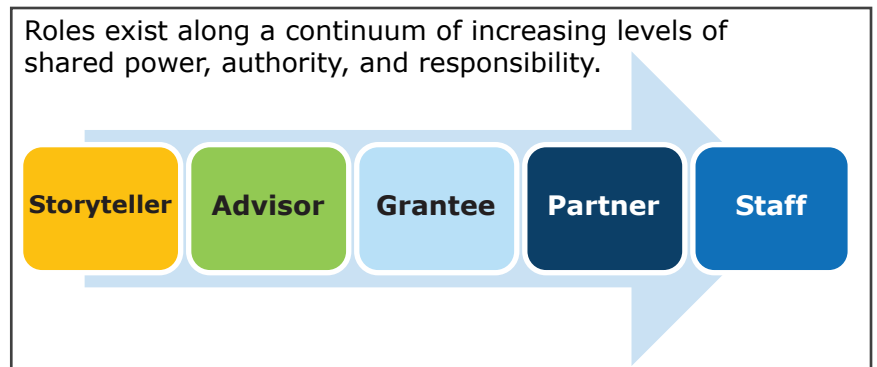 Roles exist along a continuum of increasing levels of
shared power, authority, and responsibility.
Storyteller
Advisor
Grantee
Partner
Staff